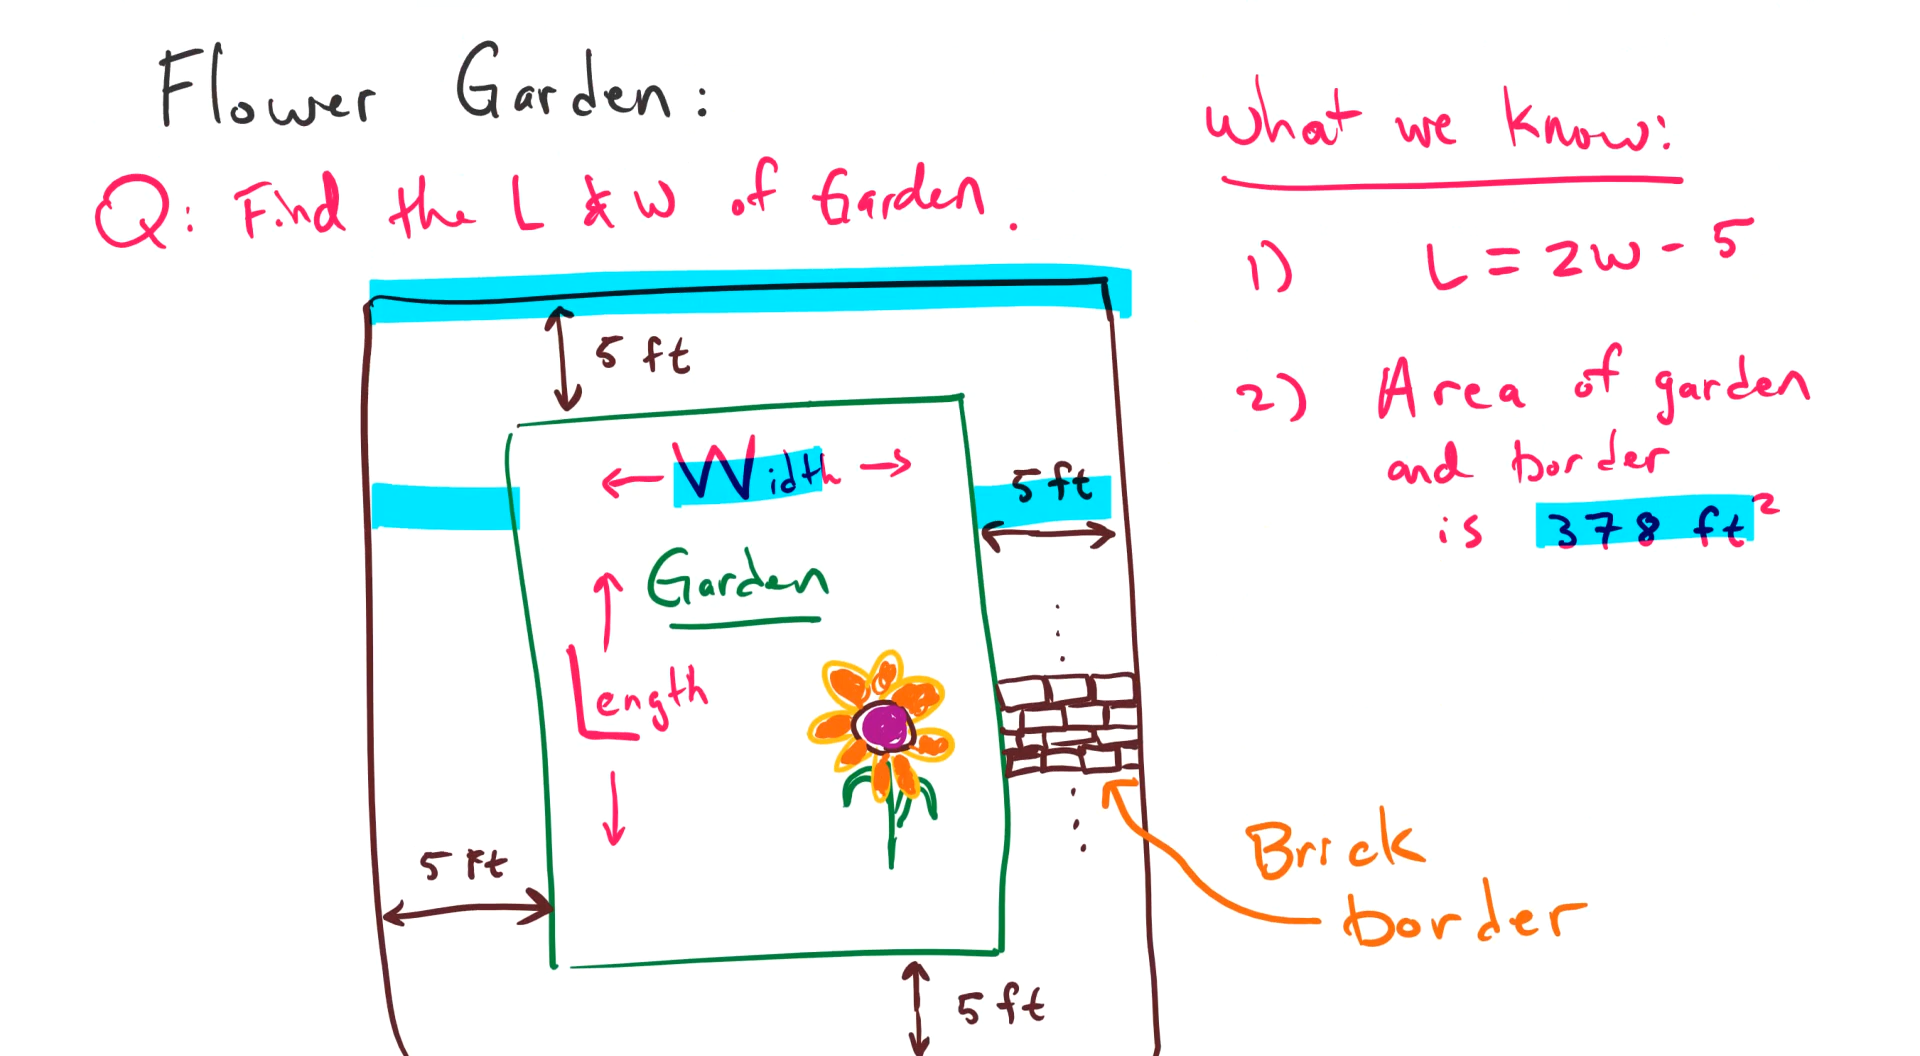 Flower Garden:
Q: Find the L & W of Garden.
What we know:
1) L = 2W - 5
2) Area of garden
and border
is 378 ft²
5 ft
Width
5 ft
Garden
Length
5 ft
Brick
border
5 ft